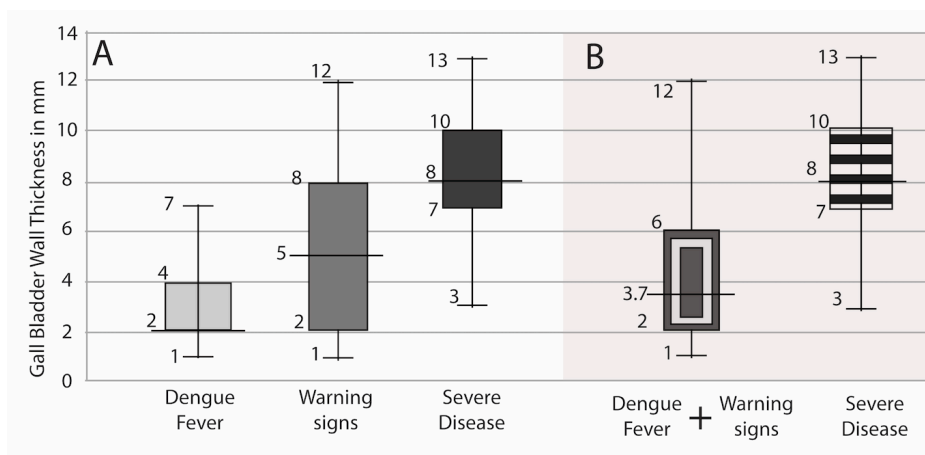 Gall Bladder Wall Thickness in mm
14
12
10
8
6
4
2
0
A
7
4
2
1
Dengue
Fever
12
8
5
2
1
Warning
signs
13
10
8
7
3
Severe
Disease
B
12
6
3.7
2
1
Dengue
Fever
+
Warning
signs
13
10
8
7
3
Severe
Disease